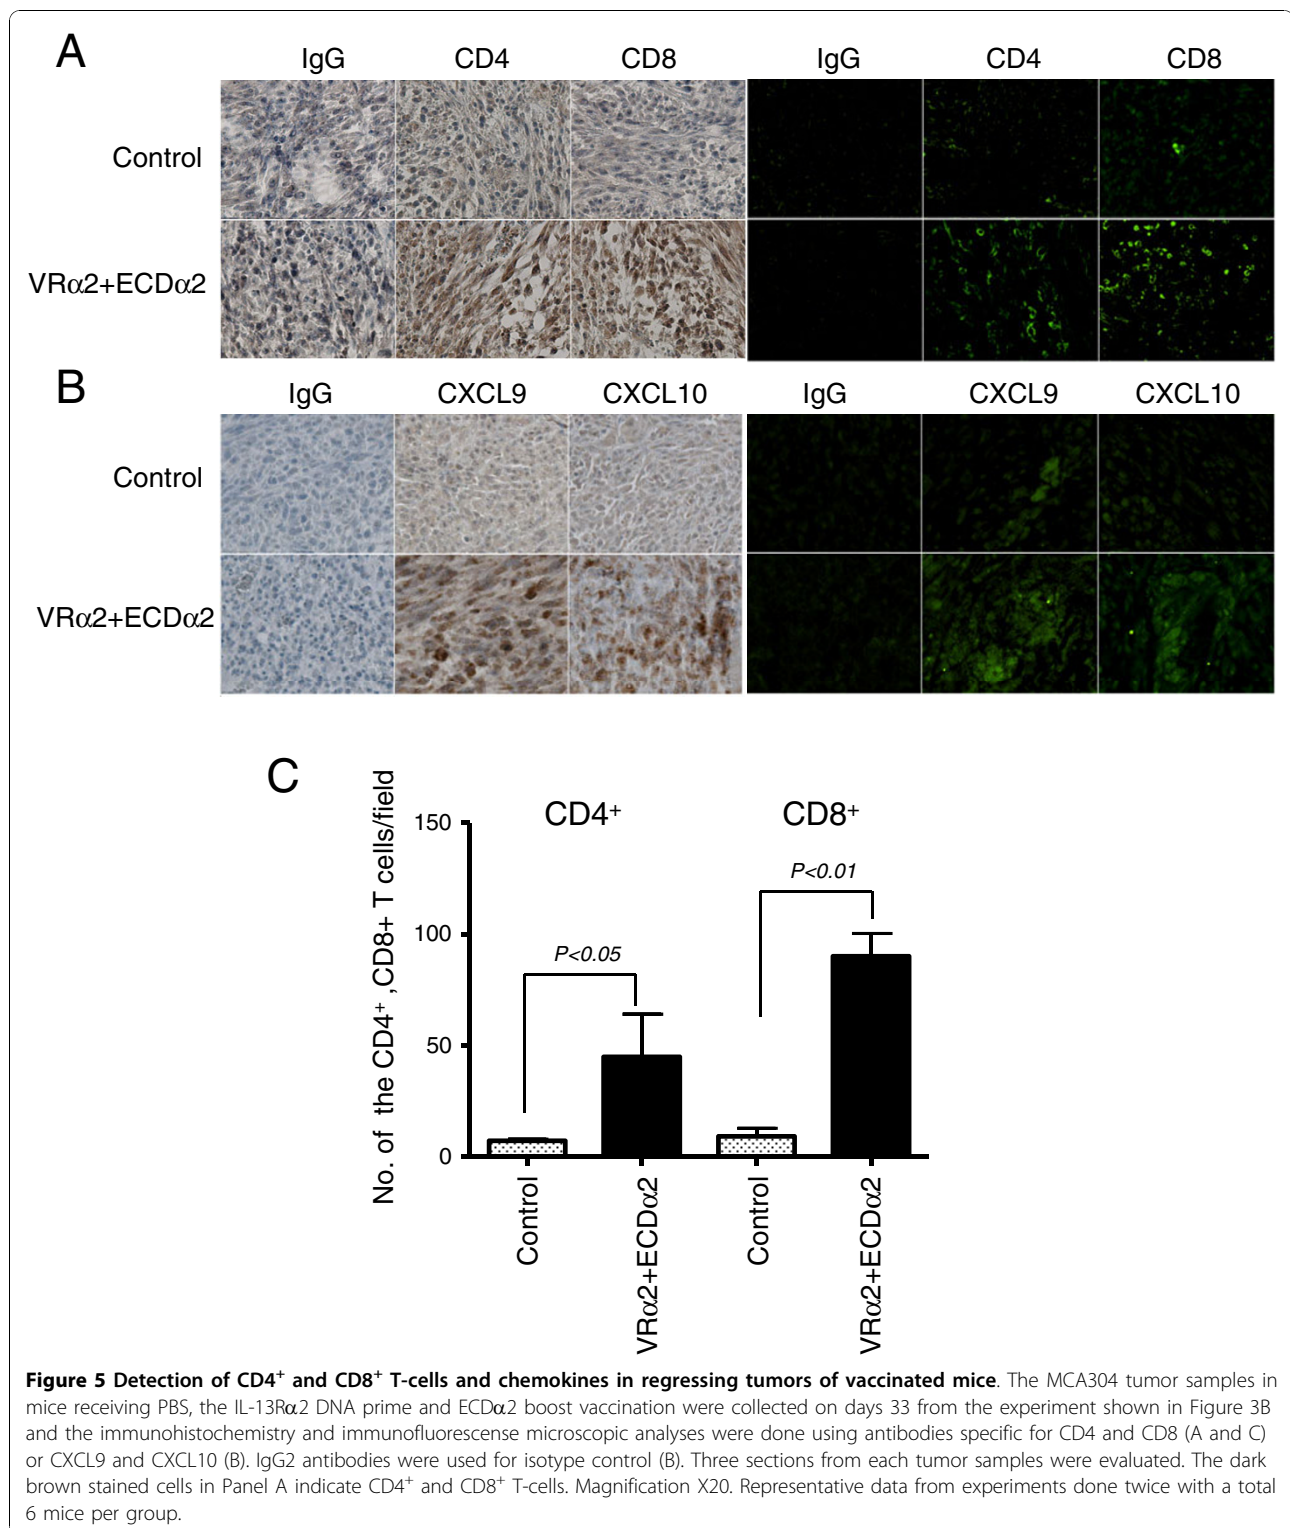 A
IgG CD4 CD8 IgG CD4 CD8
Control
VRα2+ECDα2
B
IgG CXCL9 CXCL10 IgG CXCL9 CXCL10
Control
VRα2+ECDα2
C
No. of the CD4⁺ ,CD8+ T cells/field
150
100
50
0
CD4⁺ CD8⁺
P<0.05
P<0.01
Control
VRα2+ECDα2
Control
VRα2+ECDα2
Figure 5 Detection of CD4⁺ and CD8⁺ T-cells and chemokines in regressing tumors of vaccinated mice. The MCA304 tumor samples in
mice receiving PBS, the IL-13Rα2 DNA prime and ECDα2 boost vaccination were collected on days 33 from the experiment shown in Figure 3B
and the immunohistochemistry and immunofluorescense microscopic analyses were done using antibodies specific for CD4 and CD8 (A and C)
or CXCL9 and CXCL10 (B). IgG2 antibodies were used for isotype control (B). Three sections from each tumor samples were evaluated. The dark
brown stained cells in Panel A indicate CD4⁺ and CD8⁺ T-cells. Magnification X20. Representative data from experiments done twice with a total
6 mice per group.